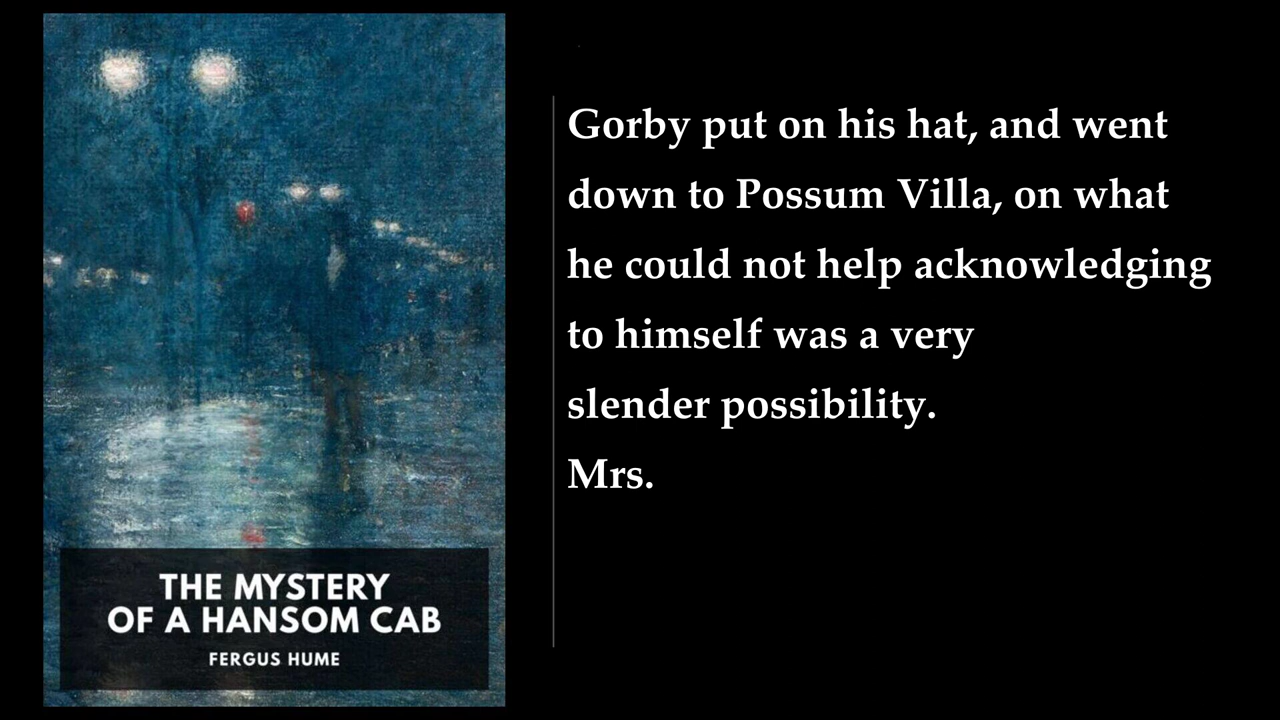 Gorby put on his hat, and went
down to Possum Villa, on what
he could not help acknowledging
to himself was a very
slender possibility.
Mrs.
THE MYSTERY
OF A HANSOM CAB
FERGUS HUME